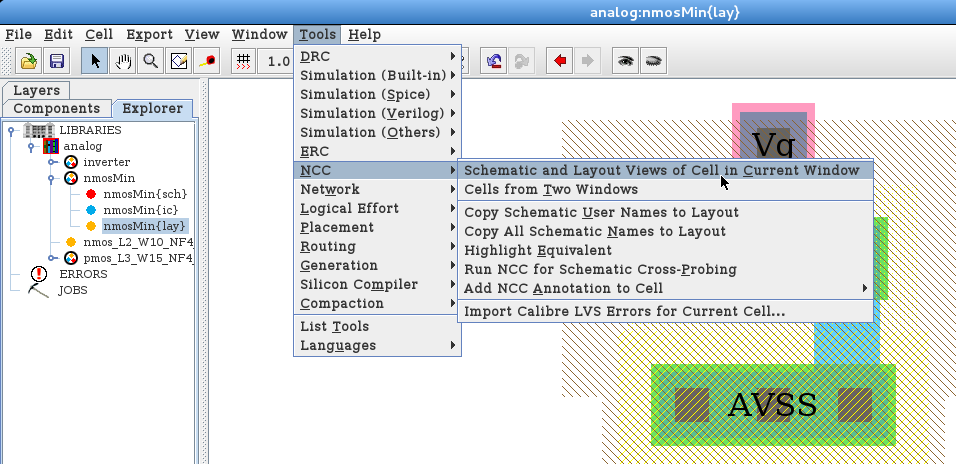 analog:nmosMin{lay}
File Edit Cell Export View Window Tools Help
1.0
Layers
Components Explorer
LIBRARIES
analog
inverter
nmosMin
nmosMin{sch}
nmosMin{ic}
nmosMin{lay}
nmos_L2_W10_NF4
pmos_L3_W15_NF4
ERRORS
JOBS
DRC
Simulation (Built-in)
Simulation (Spice)
Simulation (Verilog)
Simulation (Others)
ERC
NCC
Network
Logical Effort
Placement
Routing
Generation
Silicon Compiler
Compaction
List Tools
Languages
Schematic and Layout Views of Cell in Current Window
Cells from Two Windows
Copy Schematic User Names to Layout
Copy All Schematic Names to Layout
Highlight Equivalent
Run NCC for Schematic Cross-Probing
Add NCC Annotation to Cell
Import Calibre LVS Errors for Current Cell...
AVSS